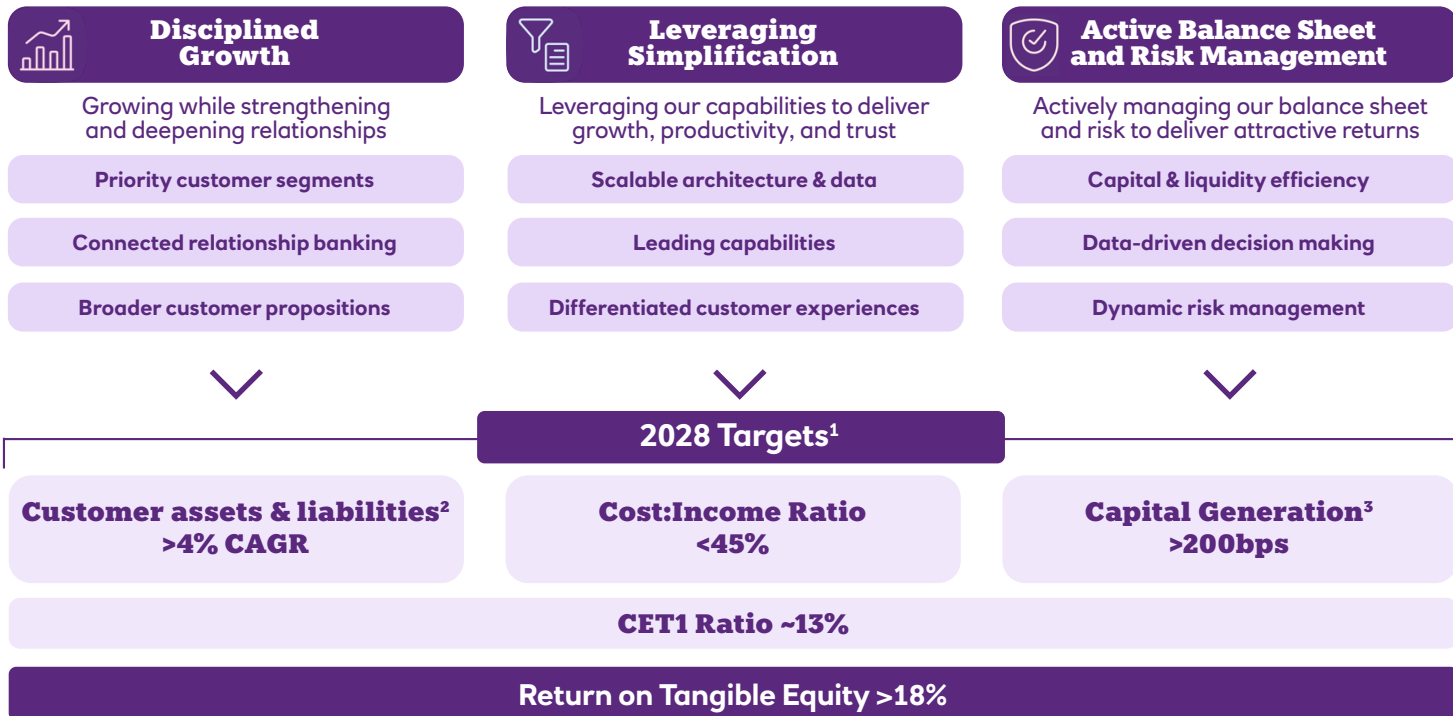 Disciplined
Growth
Growing while strengthening
and deepening relationships
Priority customer segments
Connected relationship banking
Broader customer propositions
Leveraging
Simplification
Leveraging our capabilities to deliver
growth, productivity, and trust
Scalable architecture & data
Leading capabilities
Differentiated customer experiences
Active Balance Sheet
and Risk Management
Actively managing our balance sheet
and risk to deliver attractive returns
Capital & liquidity efficiency
Data-driven decision making
Dynamic risk management
2028 Targets¹
Customer assets & liabilities²
>4% CAGR
Cost:Income Ratio
<45%
Capital Generation³
>200bps
CET1 Ratio ~13%
Return on Tangible Equity >18%